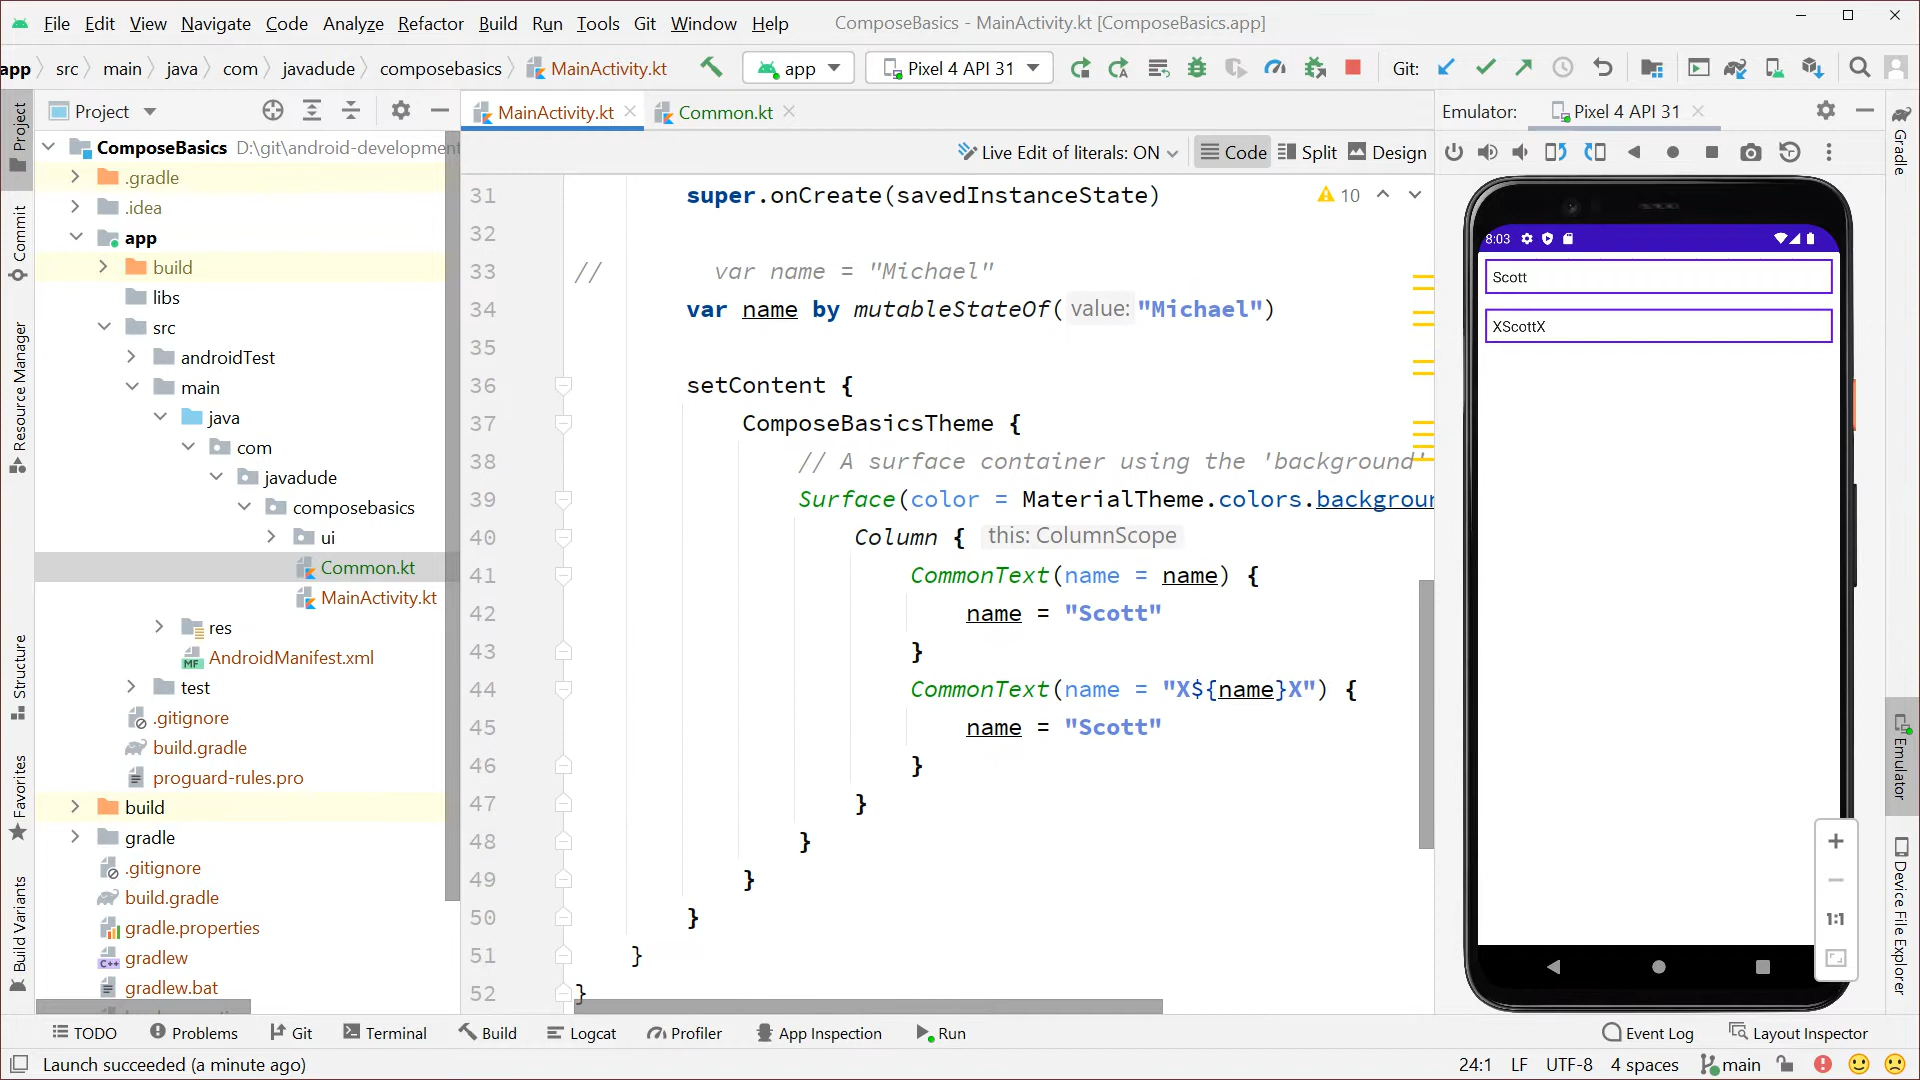 File Edit View Navigate Code Analyze Refactor Build Run Tools Git Window Help ComposeBasics - MainActivity.kt [ComposeBasics.app]
app src main java com javadude composebasics MainActivity.kt app Pixel 4 API 31 Git:
Project MainActivity.kt Common.kt Emulator: Pixel 4 API 31
Live Edit of literals: ON Code Split Design
Project
Commit
Resource Manager
Structure
Favorites
Build Variants
ComposeBasics D:\git\android-development
.gradle
.idea
app
build
libs
src
androidTest
main
java
com
javadude
composebasics
ui
Common.kt
MainActivity.kt
res
AndroidManifest.xml
test
.gitignore
build.gradle
proguard-rules.pro
build
gradle
.gitignore
build.gradle
gradle.properties
gradlew
gradlew.bat
10
31 super.onCreate(savedInstanceState)
32
33 // var name = "Michael"
34 var name by mutableStateOf( value: "Michael")
35
36 setContent {
37 ComposeBasicsTheme {
38 // A surface container using the 'background'
39 Surface(color = MaterialTheme.colors.backgroun
40 Column { this: ColumnScope
41 CommonText(name = name) {
42 name = "Scott"
43 }
44 CommonText(name = "X${name}X") {
45 name = "Scott"
46 }
47 }
48 }
49 }
50 }
51 }
52 }
8:03
Scott
XScottX
1:1
Gradle
Emulator
Device File Explorer
TODO Problems Git Terminal Build Logcat Profiler App Inspection Run Event Log Layout Inspector
Launch succeeded (a minute ago) 24:1 LF UTF-8 4 spaces main